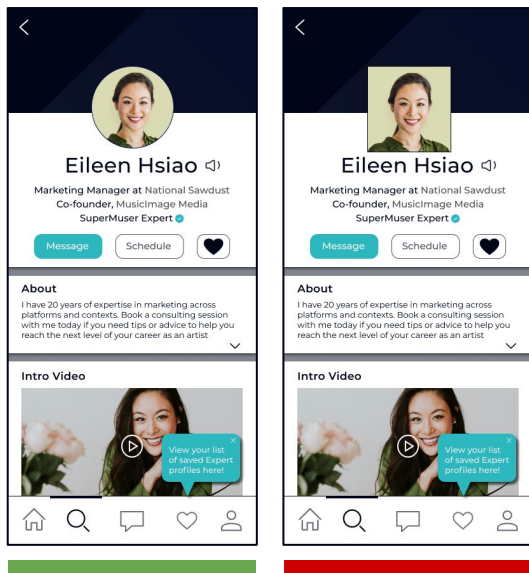 Eileen Hsiao
Marketing Manager at National Sawdust
Co-founder, MusicImage Media
SuperMuser Expert
Message
Schedule
About
I have 20 years of expertise in marketing across
platforms and contexts. Book a consulting session
with me today if you need tips or advice to help you
reach the next level of your career as an artist
Intro Video
View your list
of saved Expert
profiles here!
Eileen Hsiao
Marketing Manager at National Sawdust
Co-founder, MusicImage Media
SuperMuser Expert
Message
Schedule
About
I have 20 years of expertise in marketing across
platforms and contexts. Book a consulting session
with me today if you need tips or advice to help you
reach the next level of your career as an artist
Intro Video
View your list
of saved Expert
profiles here!